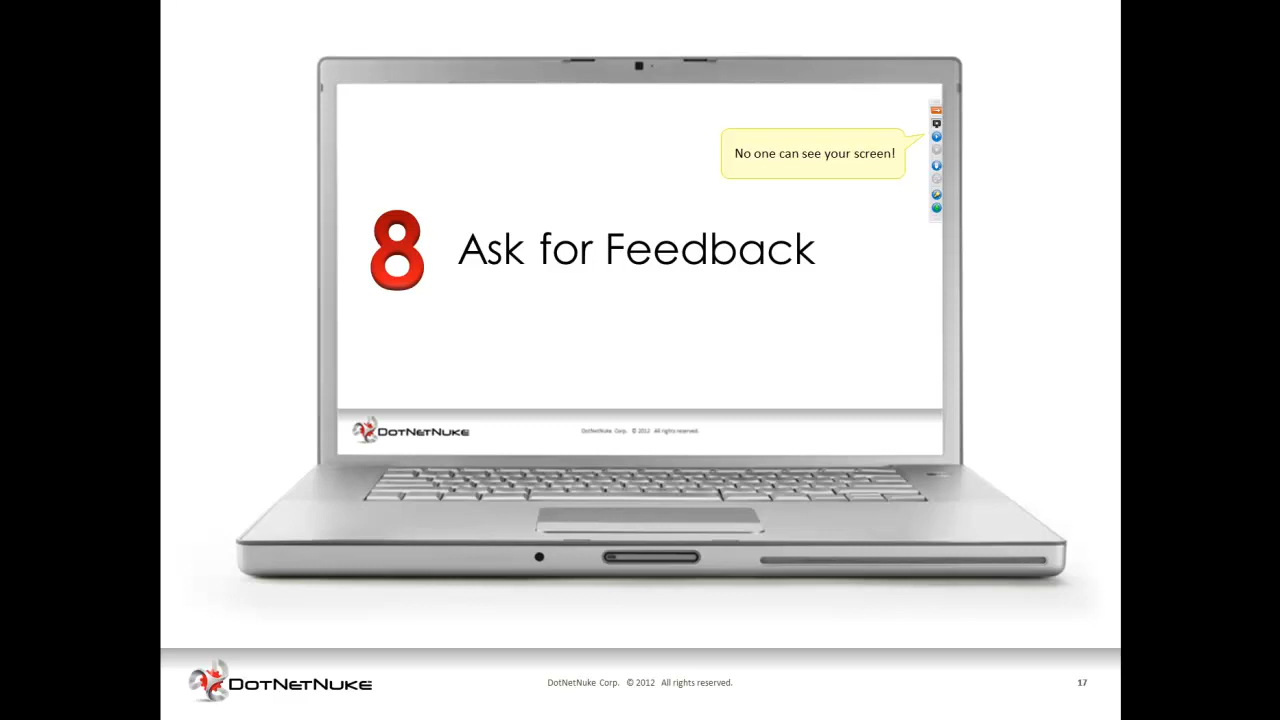 No one can see your screen!
8 Ask for Feedback
DotNetNuke
DotNetNuke Corp. © 2012 All rights reserved.
DotNetNuke
DotNetNuke Corp. © 2012 All rights reserved.
17